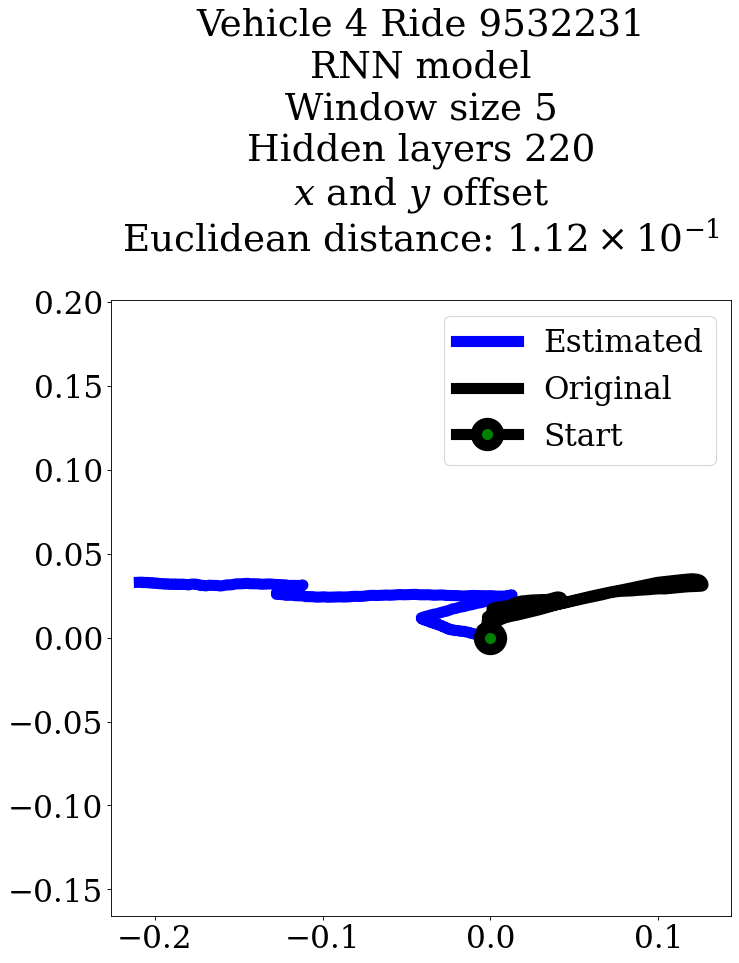 Vehicle 4 Ride 9532231
RNN model
Window size 5
Hidden layers 220
x and y offset
Euclidean distance: 1.12 × 10⁻¹
0.20
0.15
0.10
0.05
0.00
−0.05
−0.10
−0.15
Estimated
Original
Start
−0.2 −0.1 0.0 0.1